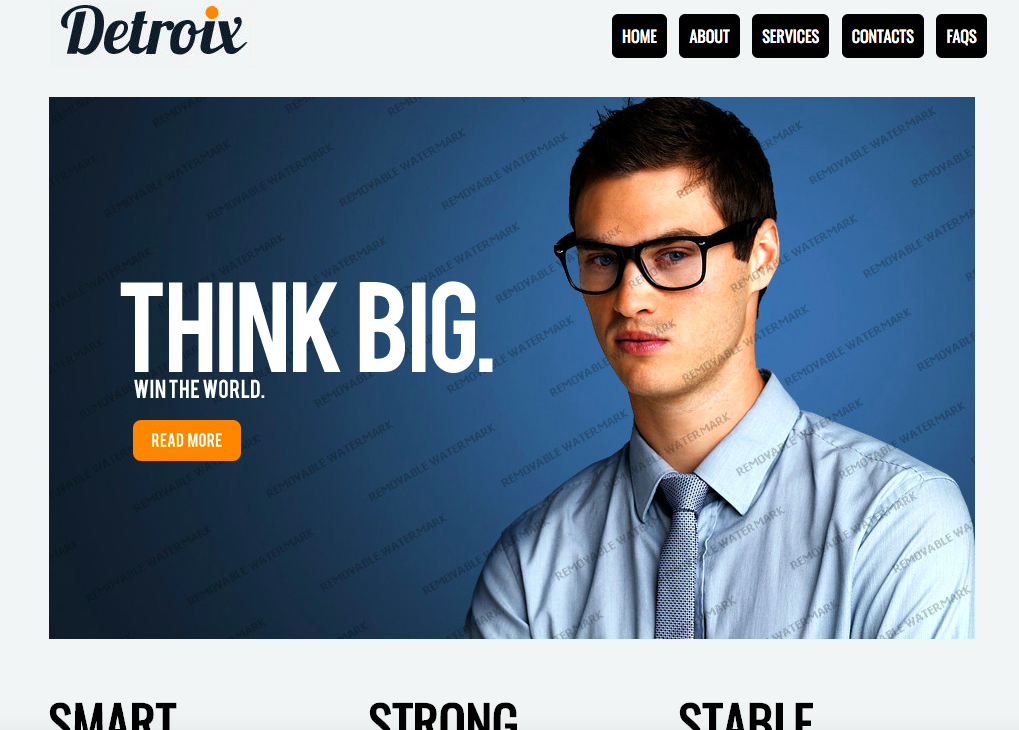 Detroix
HOME ABOUT SERVICES CONTACTS FAQS
THINK BIG.
WIN THE WORLD.
READ MORE
REMOVABLE WATERMARK
SMART STRONG STABLE